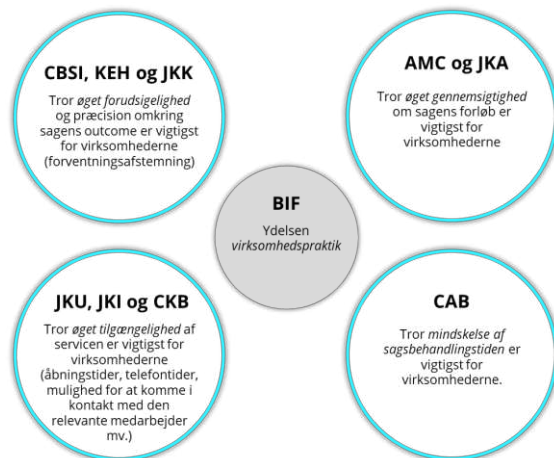 CBSI, KEH og JKK
Tror øget forudsigelighed
og præcision omkring
sagens outcome er vigtigst
for virksomhederne
(forventningsafstemning)
AMC og JKA
Tror øget gennemsigtighed
om sagens forløb er
vigtigst for
virksomhederne
BIF
Ydelsen
virksomhedspraktik
JKU, JKI og CKB
Tror øget tilgængelighed af
servicen er vigtigst for
virksomhederne
(åbningstider, telefontider,
mulighed for at komme i
kontakt med den
relevante medarbejder
mv.)
CAB
Tror mindskelse af
sagsbehandlingstiden er
vigtigst for
virksomhederne.